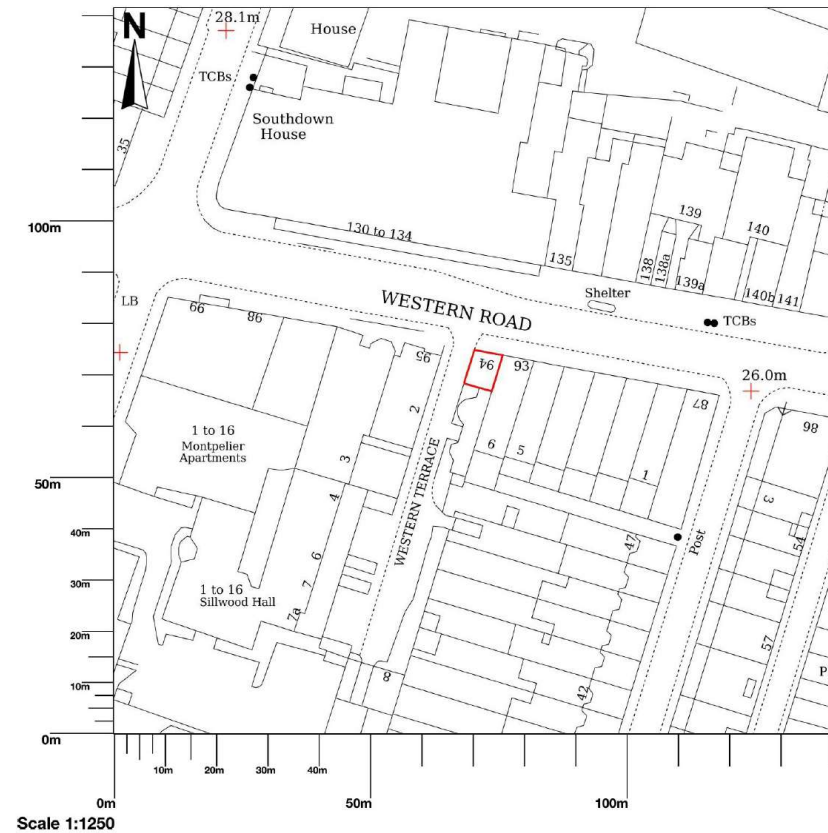 N
28.1m
House
TCBs
Southdown
House
35
100m
130 to 134
135
138
138a
139
139a
140
140b
141
LB
99
98
WESTERN ROAD
Shelter
TCBs
95
94
93
26.0m
87
86
2
1 to 16
Montpelier
Apartments
3
6
5
1
3
50m
4
WESTERN TERRACE
40m
47
Post
54
6
30m
7
1 to 16
Sillwood Hall
7a
20m
57
8
P
10m
42
0m
10m
20m
30m
40m
0m
50m
100m
Scale 1:1250